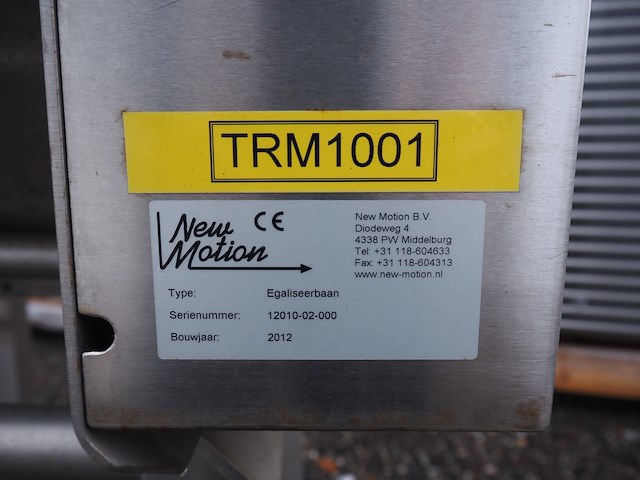 TRM1001
New Motion
CE
New Motion B.V.
Diodeweg 4
4338 PW Middelburg
Tel: +31 118-604633
Fax: +31 118-604313
www.new-motion.nl
Type: Egaliseerbaan
Serienummer: 12010-02-000
Bouwjaar: 2012